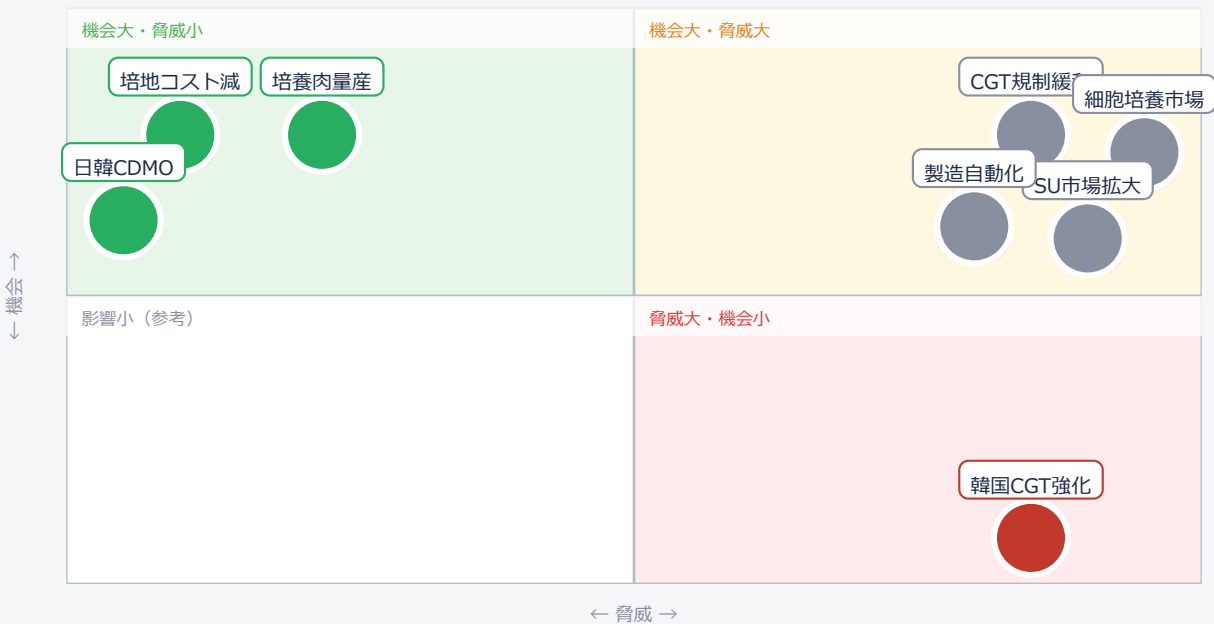 機会大・脅威小
機会大・脅威大
培地コスト減
培養肉量産
CGT規制緩
細胞培養市場
日韓CDMO
製造自動化
SU市場拡大
← 機会 →
影響小（参考）
脅威大・機会小
韓国CGT強化
← 脅威 →